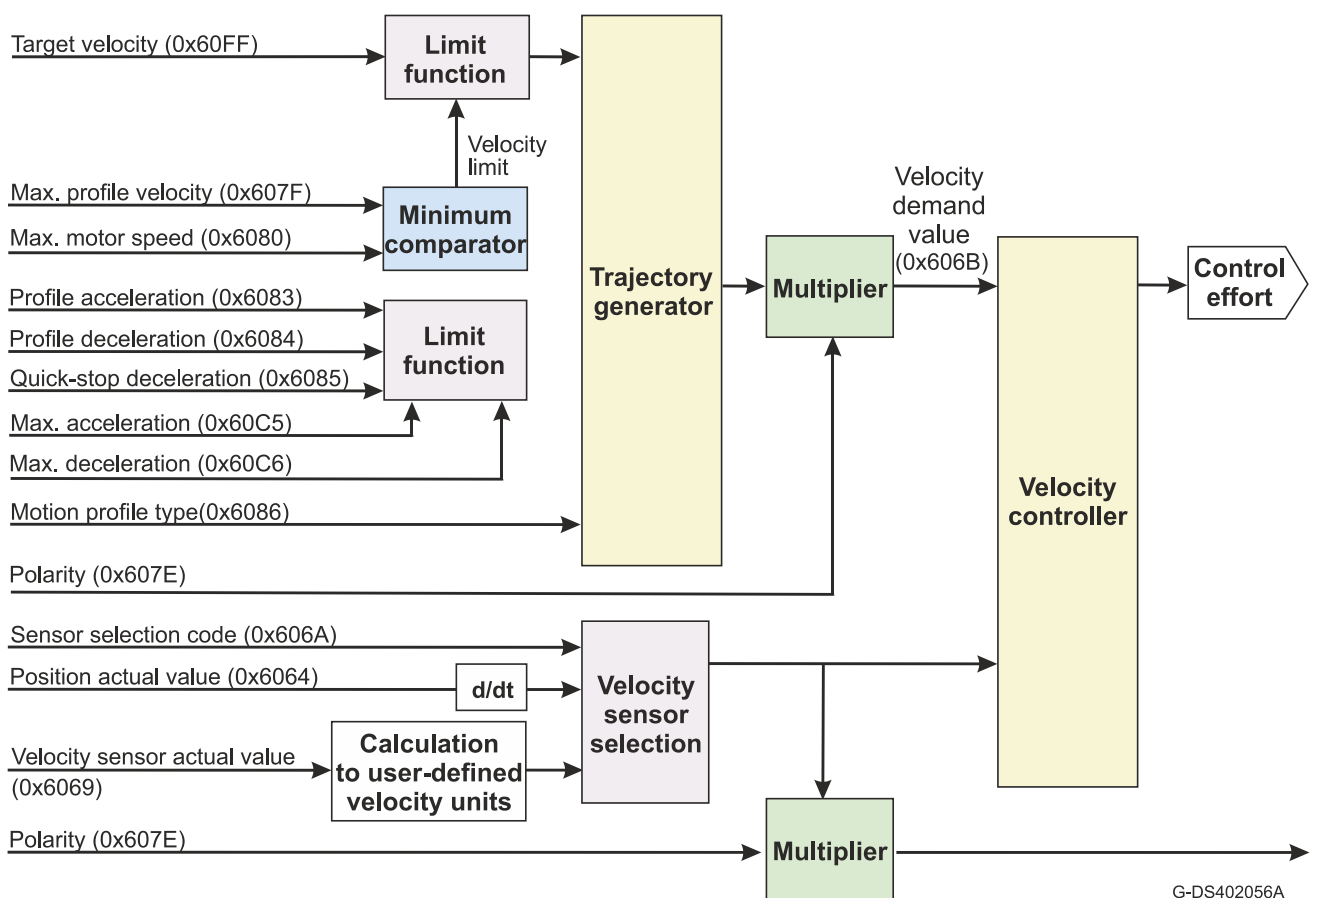 Target velocity (0x60FF)
Limit
function
Velocity
limit
Max. profile velocity (0x607F)
Max. motor speed (0x6080)
Minimum
comparator
Profile acceleration (0x6083)
Profile deceleration (0x6084)
Quick-stop deceleration (0x6085)
Limit
function
Max. acceleration (0x60C5)
Max. deceleration (0x60C6)
Motion profile type(0x6086)
Polarity (0x607E)
Trajectory
generator
Multiplier
Velocity
demand
value
(0x606B)
Velocity
controller
Control
effort
Sensor selection code (0x606A)
Position actual value (0x6064)
d/dt
Velocity sensor actual value
(0x6069)
Calculation
to user-defined
velocity units
Velocity
sensor
selection
Polarity (0x607E)
Multiplier
G-DS402056A